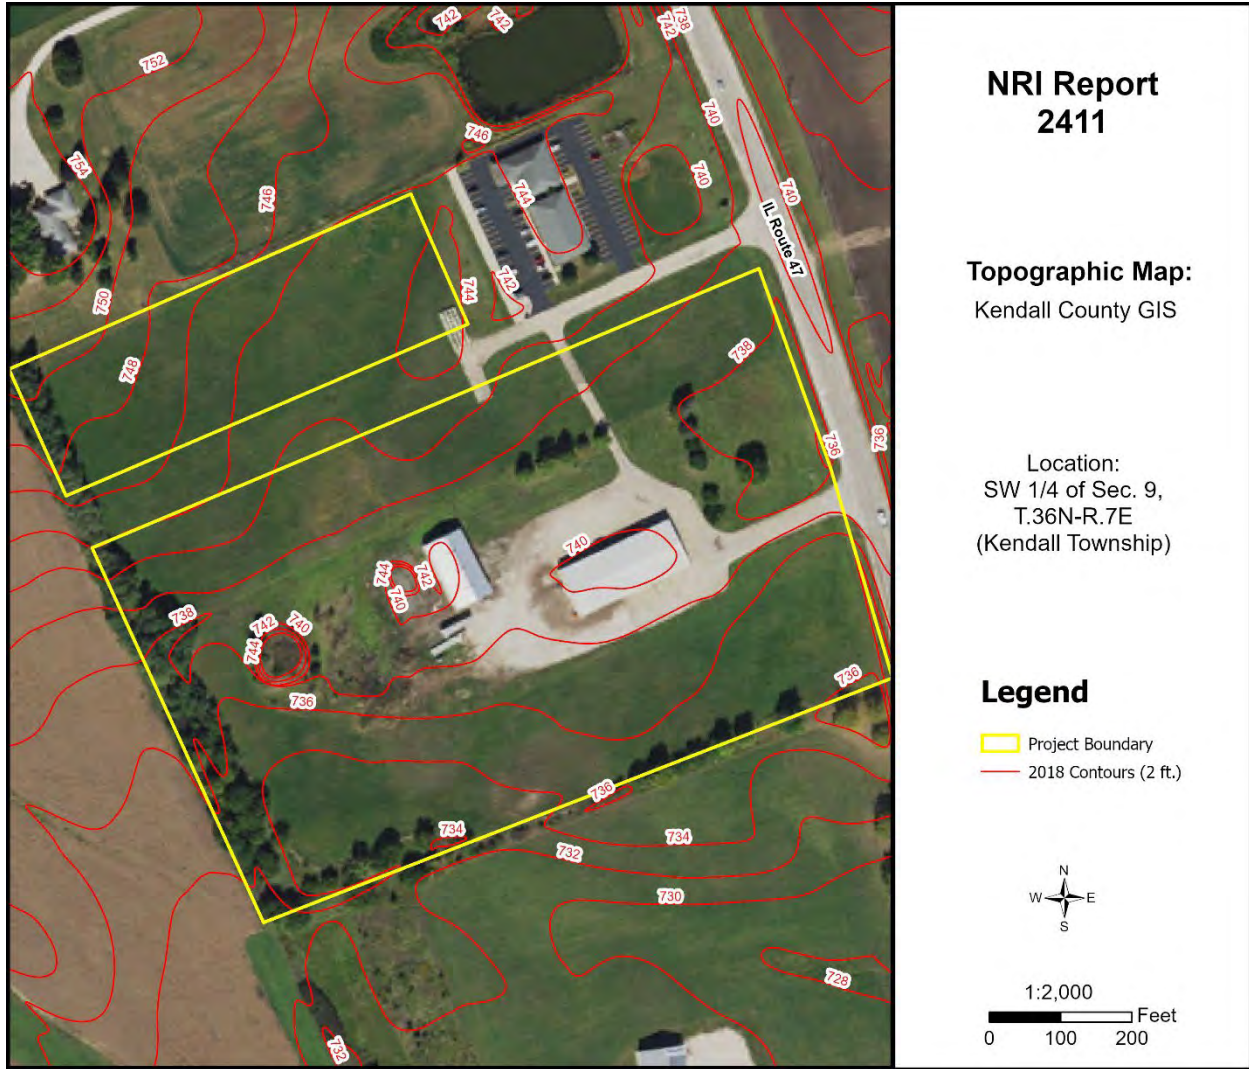 742
742
738
742
752
746
740
754
744
740
740
746
IL Route 47
750
744
742
748
738
736
736
740
744
742
740
738
742
740
744
736
736
736
734
734
732
730
728
732
NRI Report
2411
Topographic Map:
Kendall County GIS
Location:
SW 1/4 of Sec. 9,
T.36N-R.7E
(Kendall Township)
Legend
Project Boundary
2018 Contours (2 ft.)
N
W E
S
1:2,000
Feet
0 100 200